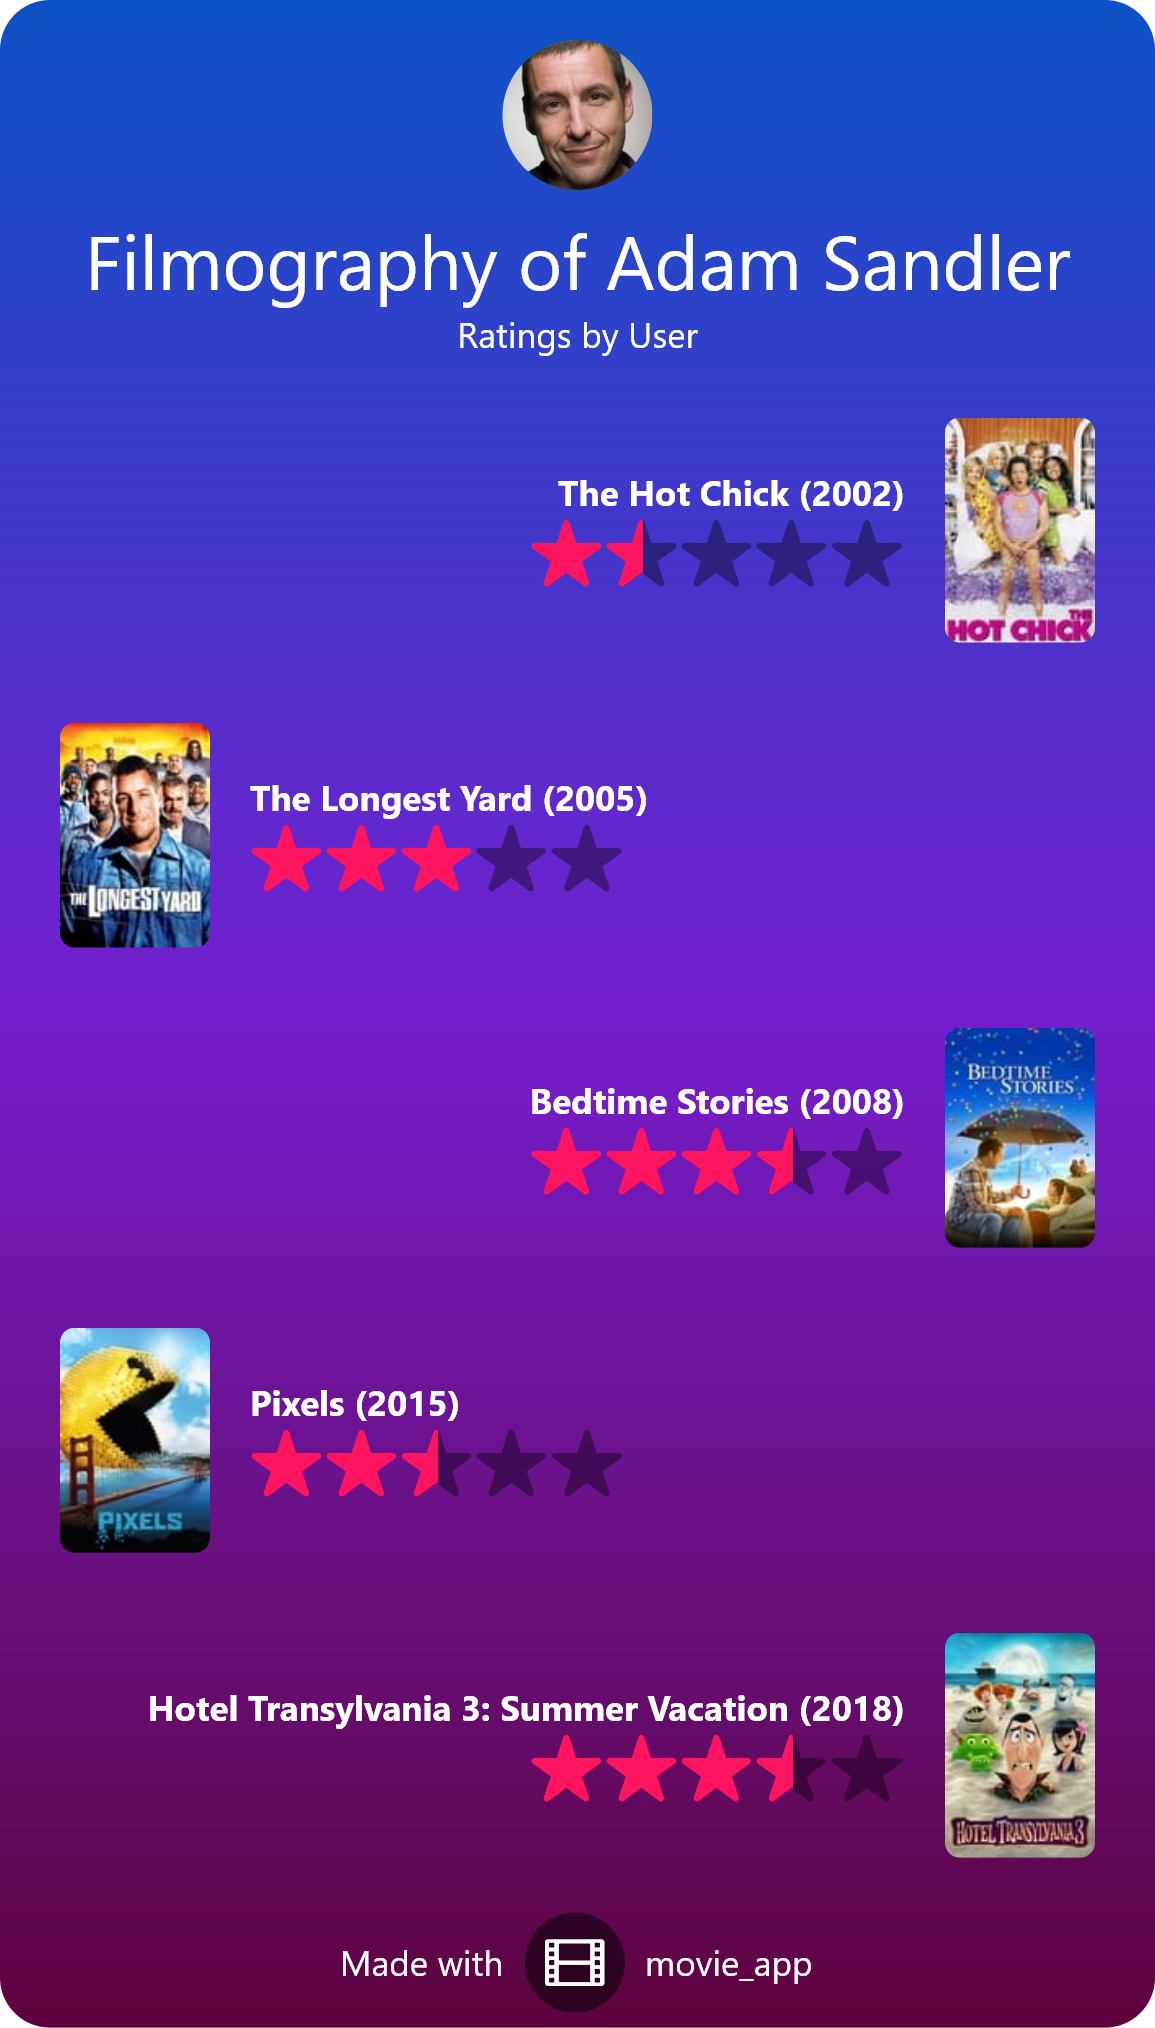 Filmography of Adam Sandler
Ratings by User
The Hot Chick (2002)
THE
HOT CHICK
The Longest Yard (2005)
THE LONGEST YARD
Bedtime Stories (2008)
BEDTIME
STORIES
Pixels (2015)
PIXELS
Hotel Transylvania 3: Summer Vacation (2018)
HOTEL TRANSYLVANIA 3
Made with movie_app